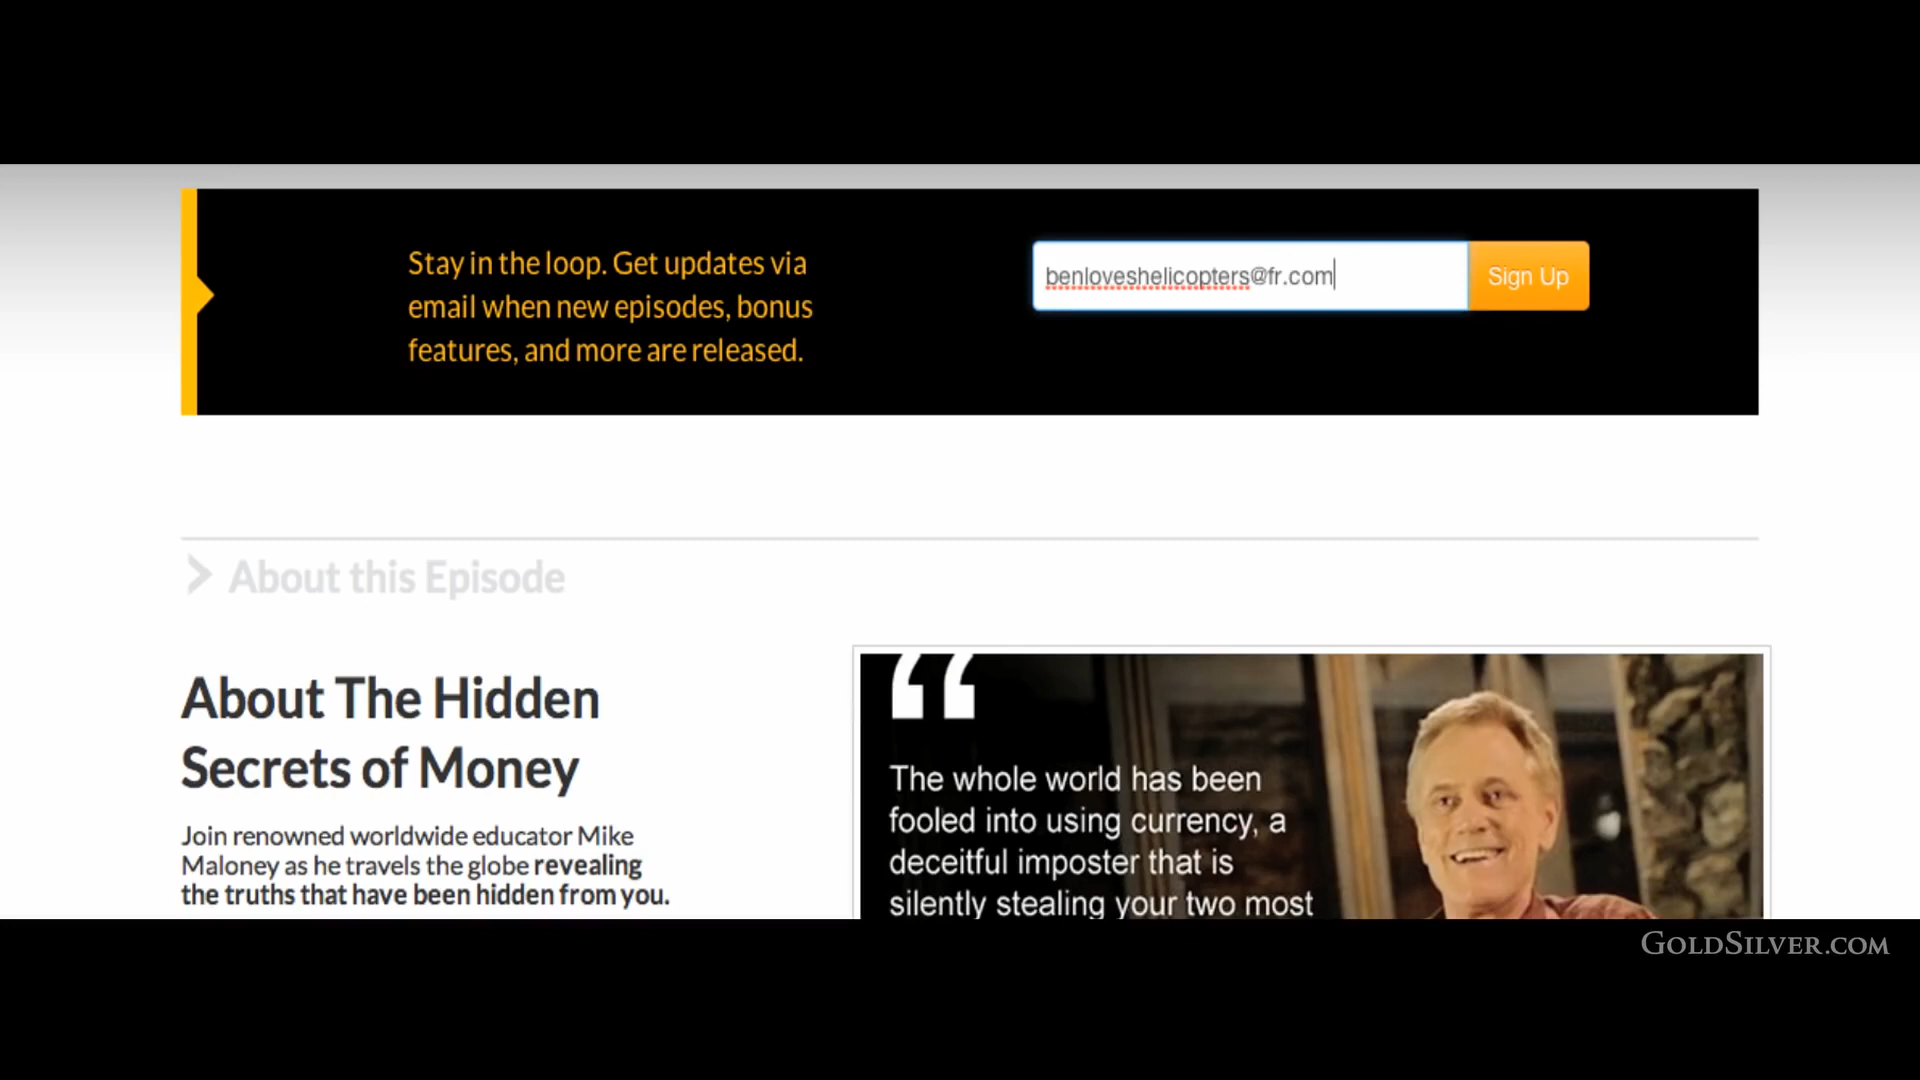 Stay in the loop. Get updates via
email when new episodes, bonus
features, and more are released.
benloveshelicopters@fr.com
Sign Up
About this Episode
About The Hidden
Secrets of Money
Join renowned worldwide educator Mike
Maloney as he travels the globe revealing
the truths that have been hidden from you.
“
The whole world has been
fooled into using currency, a
deceitful imposter that is
silently stealing your two most
GOLDSILVER.COM